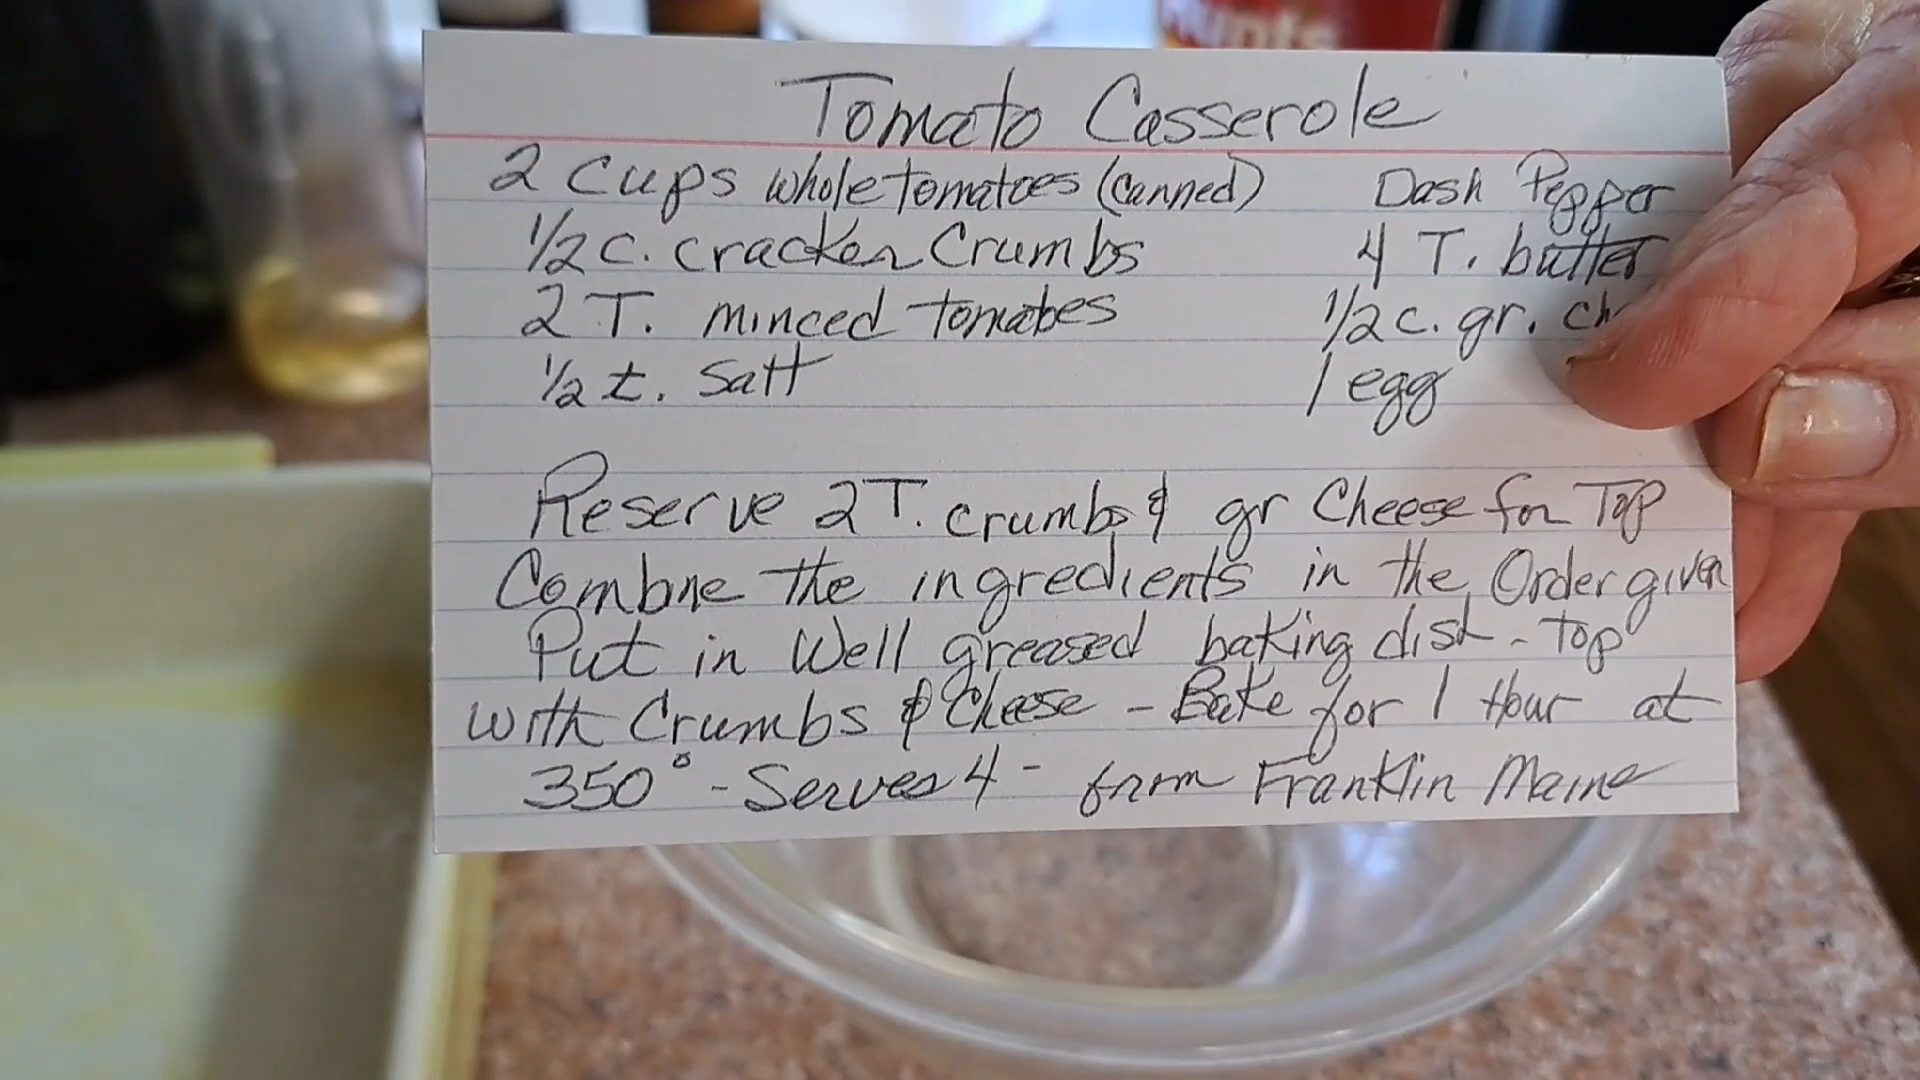 Hunts
Tomato Casserole
2 Cups whole tomatoes (Canned) Dash Pepper
1/2 c. cracker Crumbs 4 T. butter
2 T. minced tomatoes 1/2 c. gr. ch
1/2 t. Salt 1 egg
Reserve 2 T. crumbs & gr Cheese for Top
Combine the ingredients in the Order given
Put in Well greased baking dish - top
with Crumbs & Cheese - Bake for 1 Hour at
350° - Serves 4 - from Franklin Maine